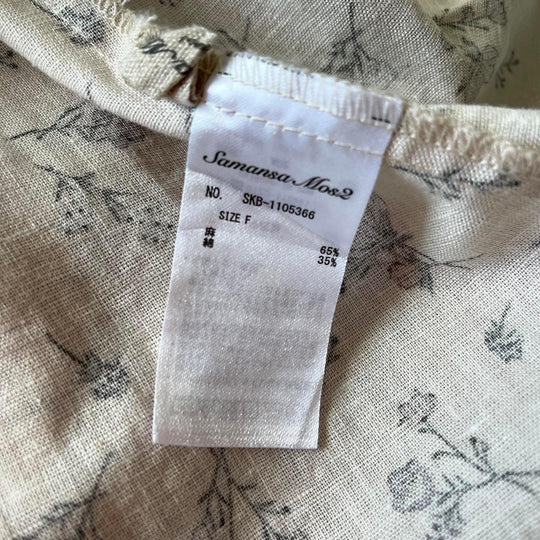 Samansa Mos2
NO. SKB-1105366
SIZE F
麻 65%
綿 35%